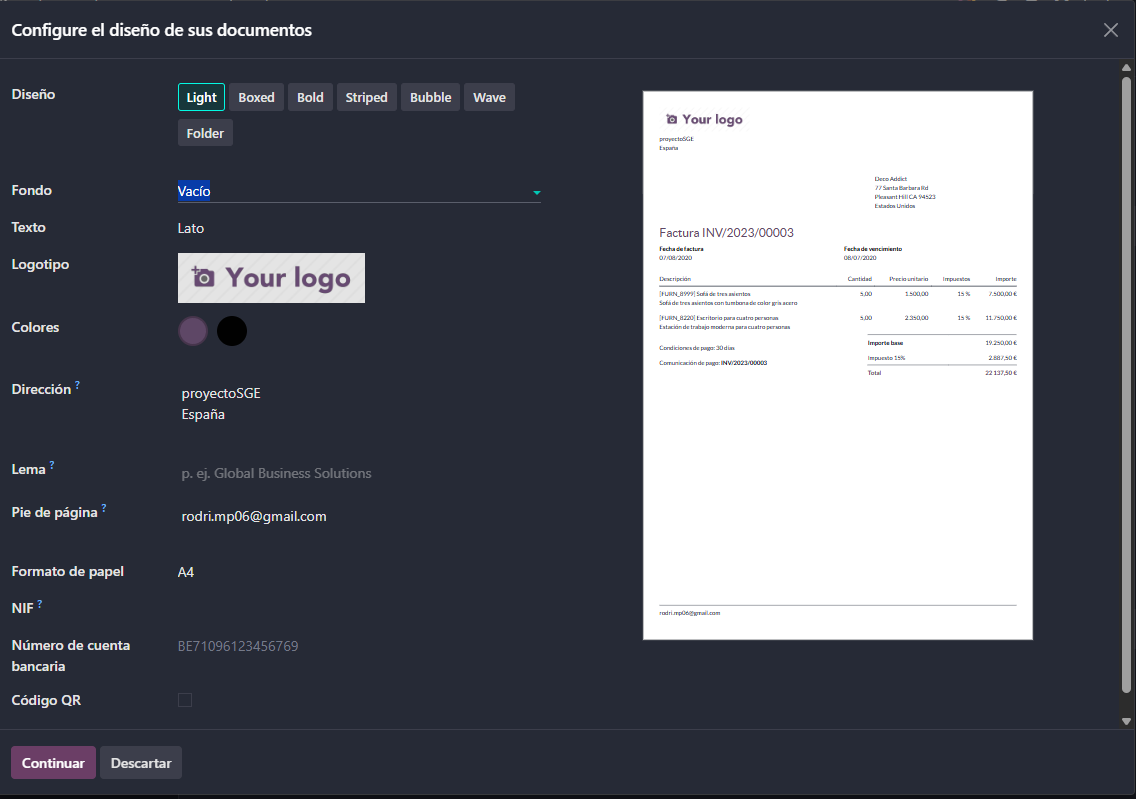 Configure el diseño de sus documentos
Diseño
Light Boxed Bold Striped Bubble Wave
Folder
Fondo
Vacío
Texto
Lato
Logotipo
Your logo
Colores
Dirección ?
proyectoSGE
España
Lema ?
p. ej. Global Business Solutions
Pie de página ?
rodri.mp06@gmail.com
Formato de papel
A4
NIF ?
Número de cuenta
bancaria
BE71096123456769
Código QR
Continuar Descartar
Your logo
proyectoSGE
España
Deco Addict
77 Santa Barbara Rd
Pleasant Hill CA 94523
Estados Unidos
Factura INV/2023/00003
Fecha de factura Fecha de vencimiento
07/08/2020 08/07/2020
Descripción Cantidad Precio unitario Impuestos Importe
[FURN_8999] Sofá de tres asientos 5,00 1.500,00 15 % 7.500,00 €
Sofá de tres asientos con tumbona de color gris acero
[FURN_8220] Escritorio para cuatro personas 5,00 2.350,00 15 % 11.750,00 €
Estación de trabajo moderna para cuatro personas
Importe base 19.250,00 €
Condiciones de pago: 30 días
Impuesto 15% 2.887,50 €
Comunicación de pago: INV/2023/00003
Total 22 137,50 €
rodri.mp06@gmail.com